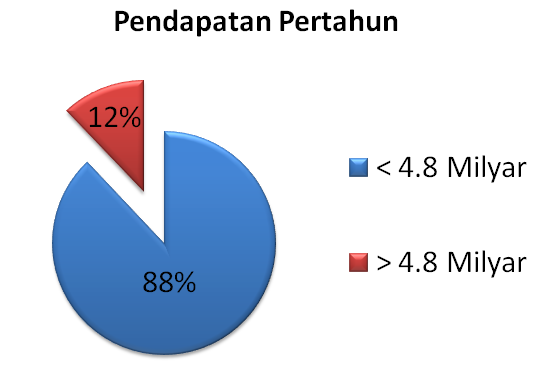 Pendapatan Pertahun
12%
88%
< 4.8 Milyar
> 4.8 Milyar